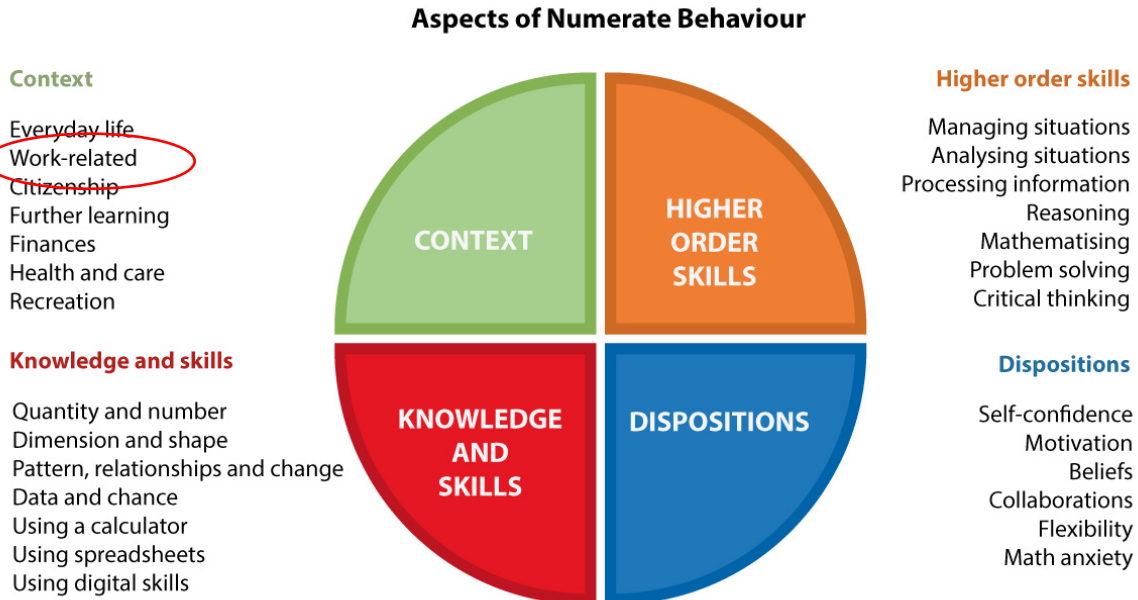 Aspects of Numerate Behaviour
Context
Everyday life
Work-related
Citizenship
Further learning
Finances
Health and care
Recreation
Higher order skills
Managing situations
Analysing situations
Processing information
Reasoning
Mathematising
Problem solving
Critical thinking
CONTEXT
HIGHER
ORDER
SKILLS
Knowledge and skills
Quantity and number
Dimension and shape
Pattern, relationships and change
Data and chance
Using a calculator
Using spreadsheets
Using digital skills
KNOWLEDGE
AND
SKILLS
DISPOSITIONS
Dispositions
Self-confidence
Motivation
Beliefs
Collaborations
Flexibility
Math anxiety